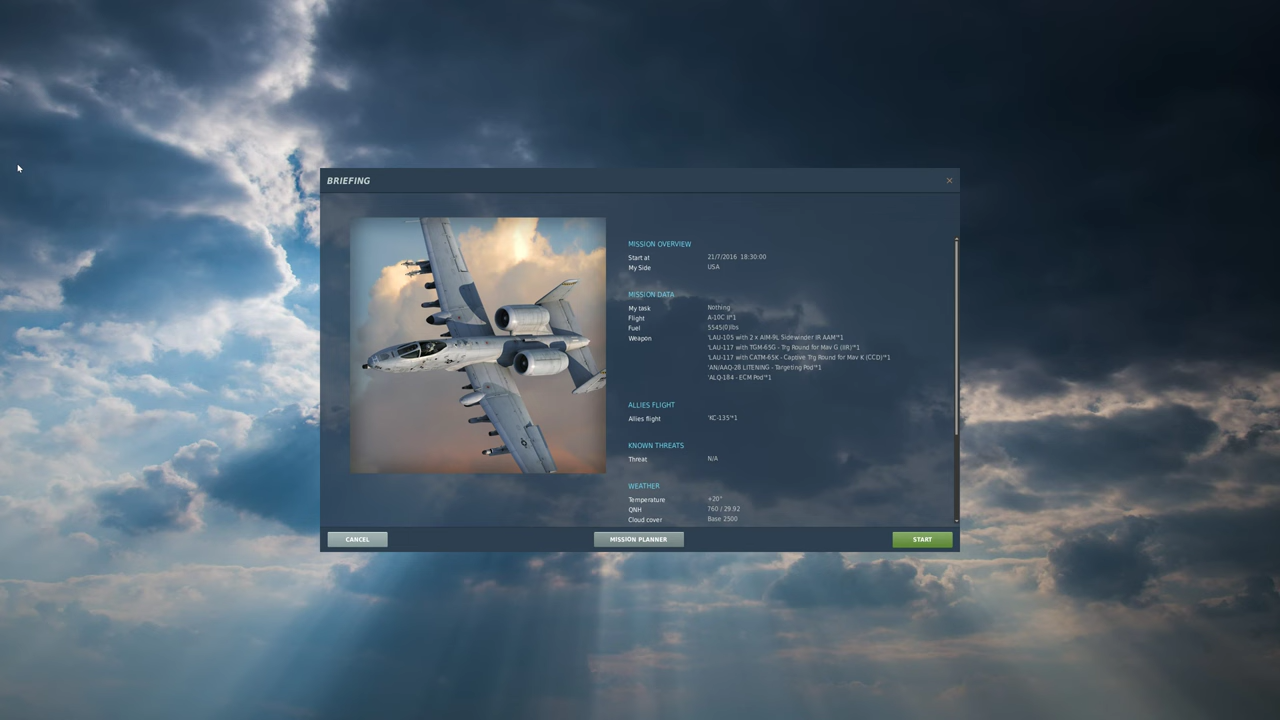 BRIEFING
MISSION OVERVIEW
Start at 21/7/2016 18:30:00
My Side USA
MISSION DATA
My task Nothing
Flight A-10C II*1
Fuel 5545(0)lbs
Weapon 'LAU-105 with 2 x AIM-9L Sidewinder IR AAM'*1
'LAU-117 with TGM-65G - Trg Round for Mav G (IIR)'*1
'LAU-117 with CATM-65K - Captive Trg Round for Mav K (CCD)'*1
'AN/AAQ-28 LITENING - Targeting Pod'*1
'ALQ-184 - ECM Pod'*1
ALLIES FLIGHT
Allies flight 'KC-135'*1
KNOWN THREATS
Threat N/A
WEATHER
Temperature +20°
QNH 760 / 29.92
Cloud cover Base 2500
CANCEL
MISSION PLANNER
START